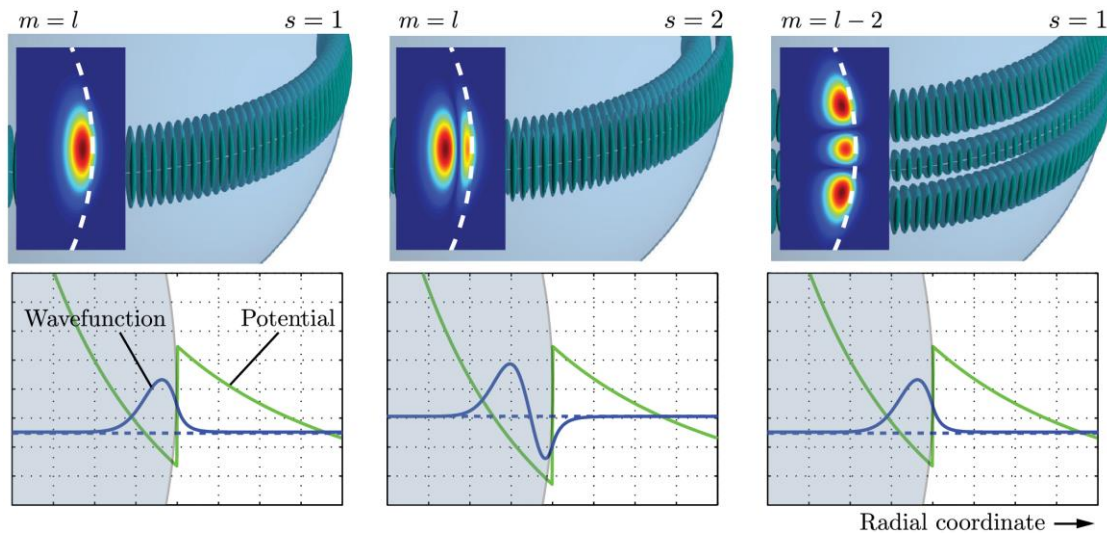 m = l
s = 1
m = l
s = 2
m = l − 2
s = 1
Wavefunction
Potential
Radial coordinate